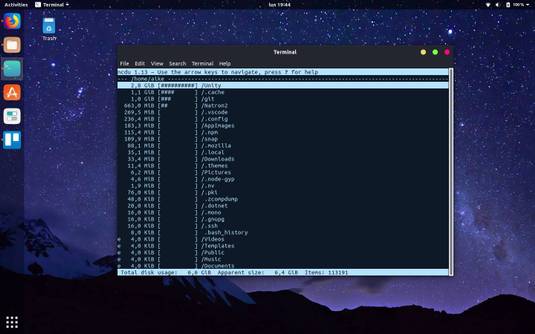 Activities Terminal lun 19:44 100%
Trash
Terminal
File Edit View Search Terminal Help
ncdu 1.13 ~ Use the arrow keys to navigate, press ? for help
--- /home/alke
2,8 GiB [##########] /Unity
1,1 GiB [#### ] /.cache
1,0 GiB [### ] /git
663,0 MiB [## ] /Natron2
269,5 MiB [ ] /.vscode
236,4 MiB [ ] /.config
183,3 MiB [ ] /AppImages
115,4 MiB [ ] /.npm
109,9 MiB [ ] /snap
88,1 MiB [ ] /.mozilla
35,1 MiB [ ] /.local
33,4 MiB [ ] /Downloads
11,4 MiB [ ] /.themes
6,2 MiB [ ] /Pictures
4,6 MiB [ ] /.node-gyp
1,9 MiB [ ] /.nv
76,0 KiB [ ] /.pki
48,0 KiB [ ] .zcompdump
20,0 KiB [ ] /.dotnet
16,0 KiB [ ] /.mono
16,0 KiB [ ] /.gnupg
16,0 KiB [ ] /.ssh
8,0 KiB [ ] .bash_history
e 4,0 KiB [ ] /Videos
e 4,0 KiB [ ] /Templates
e 4,0 KiB [ ] /Public
e 4,0 KiB [ ] /Music
e 4,0 KiB [ ] /Documents
Total disk usage: 6,6 GiB Apparent size: 6,4 GiB Items: 113191